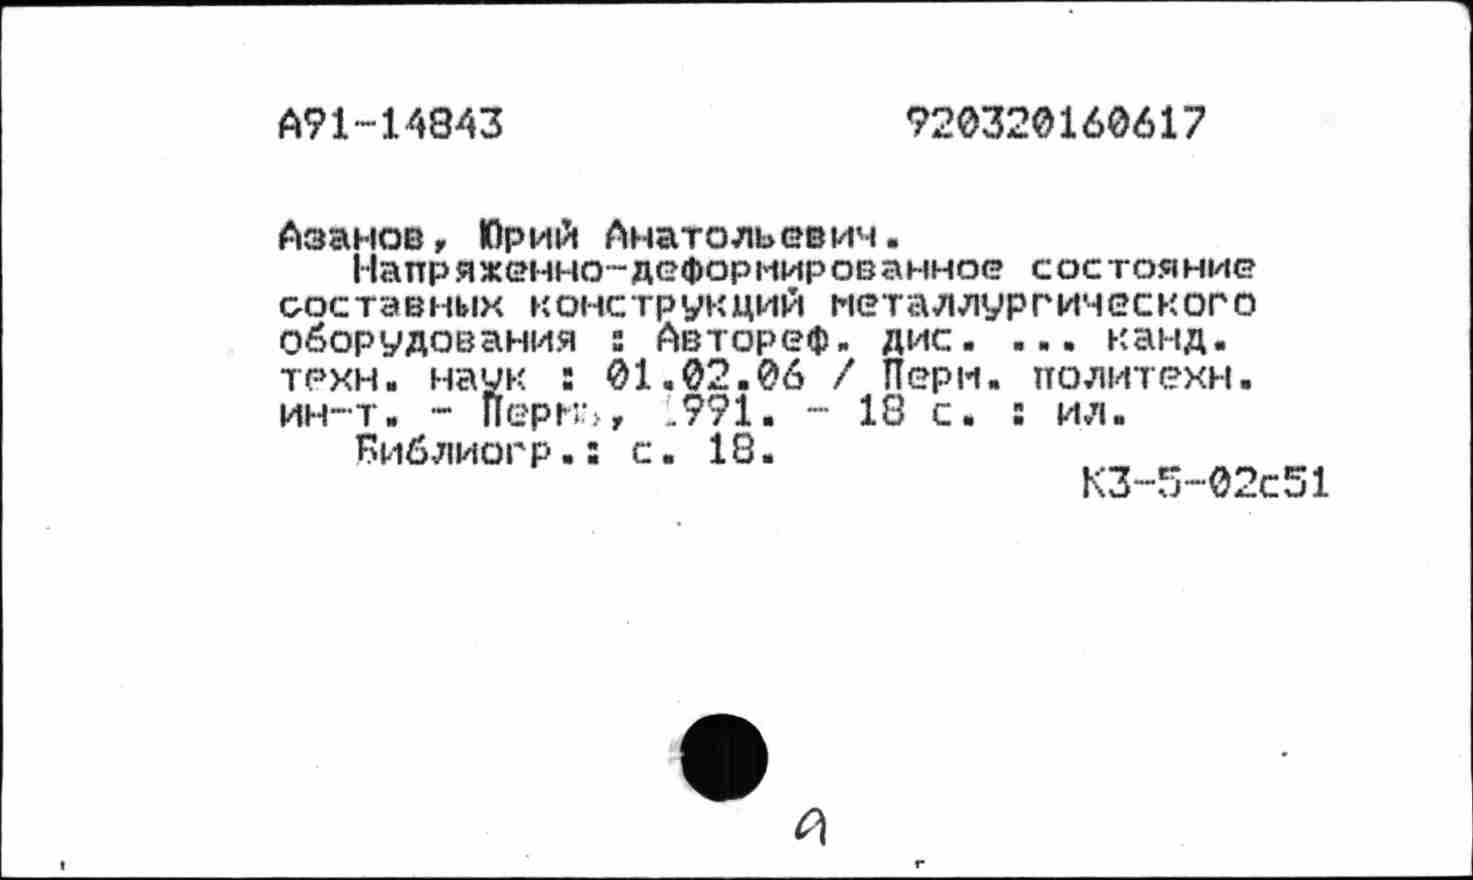 А91-14843 920320160617
Азанов, Юрий Анатольевич.
Напряженно-деформированное состояние
составных конструкций металлургического
оборудования : Автореф. дис. ... канд.
техн. наук : 01.02.06 / Перм. политехн.
ин-т. - Пермь, 1991. - 18 с. : ил.
Библиогр.: с. 18.
К3-5-02с51
а